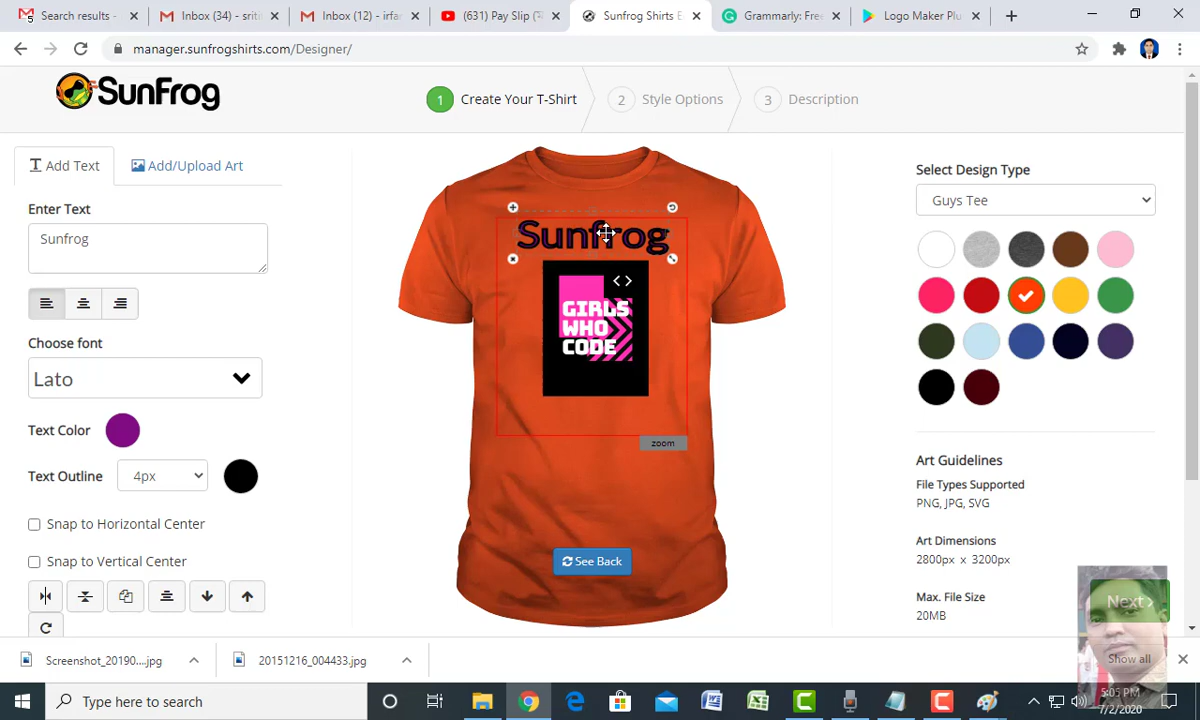 Search results -
Inbox (34) - sriti
Inbox (12) - irfar
(631) Pay Slip (
Sunfrog Shirts E
Grammarly: Free
Logo Maker Plu
manager.sunfrogshirts.com/Designer/
SunFrog
1 Create Your T-Shirt
2 Style Options
3 Description
Add Text
Add/Upload Art
Enter Text
Sunfrog
Choose font
Lato
Text Color
Text Outline
4px
Snap to Horizontal Center
Snap to Vertical Center
Sunfrog
< >
GIRLS
WHO
CODE
zoom
See Back
Select Design Type
Guys Tee
Art Guidelines
File Types Supported
PNG, JPG, SVG
Art Dimensions
2800px x 3200px
Max. File Size
20MB
Next
Screenshot_20190....jpg
20151216_004433.jpg
Show all
Type here to search
5:05 PM
7/2/2020